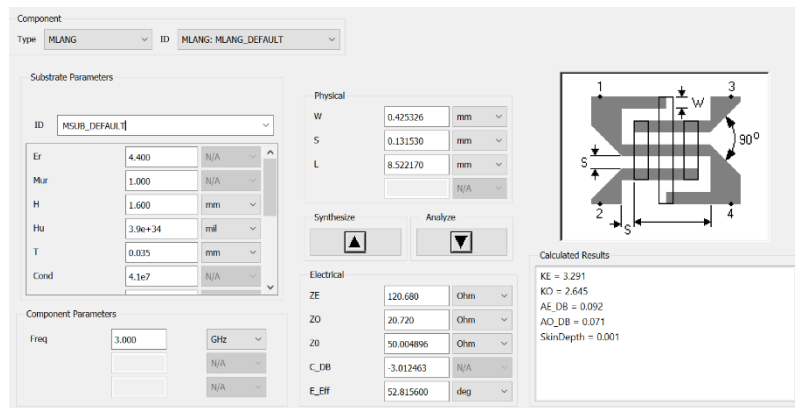 Component
Type MLANG ID MLANG: MLANG_DEFAULT
Substrate Parameters
ID MSUB_DEFAULT
Er 4.400 N/A
Mur 1.000 N/A
H 1.600 mm
Hu 3.9e+34 mil
T 0.035 mm
Cond 4.1e7 N/A
Component Parameters
Freq 3.000 GHz
N/A
N/A
Physical
W 0.425326 mm
S 0.131530 mm
L 8.522170 mm
N/A
Synthesize Analyze
Electrical
ZE 120.680 Ohm
ZO 20.720 Ohm
Z0 50.004896 Ohm
C_DB -3.012463 N/A
E_Eff 52.815600 deg
1 3
W
S 90º
2 4
S
Calculated Results
KE = 3.291
KO = 2.645
AE_DB = 0.092
AO_DB = 0.071
SkinDepth = 0.001